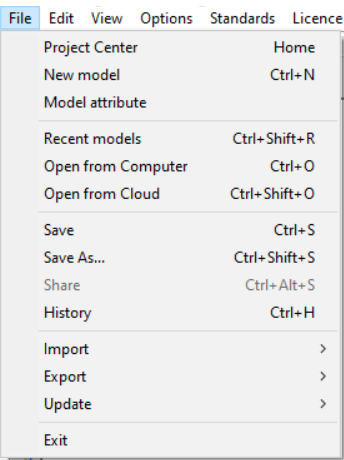 File Edit View Options Standards Licence
Project Center Home
New model Ctrl+N
Model attribute
Recent models Ctrl+Shift+R
Open from Computer Ctrl+O
Open from Cloud Ctrl+Shift+O
Save Ctrl+S
Save As... Ctrl+Shift+S
Share Ctrl+Alt+S
History Ctrl+H
Import >
Export >
Update >
Exit